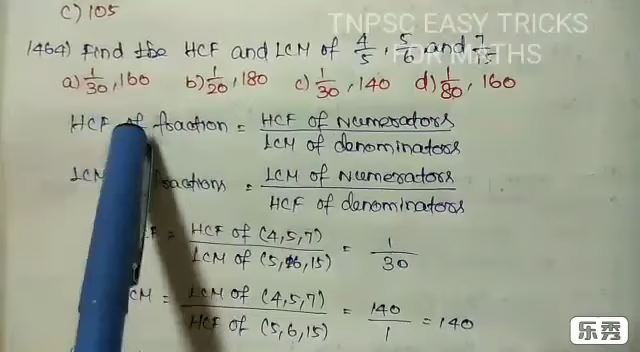 c) 105
TNPSC EASY TRICKS
FOR MATHS
1464) Find the HCF and LCM of 4/5, 5/6 and 7/15
a) 1/30, 160 b) 1/20, 180 c) 1/30, 140 d) 1/80, 160
HCF of fraction = HCF of Numerators / LCM of denominators
LCM fractions = LCM of Numerators / HCF of denominators
= HCF of (4,5,7) / LCM of (5,6,15) = 1/30
CM = LCM of (4,5,7) / HCF of (5,6,15) = 140/1 = 140
乐秀